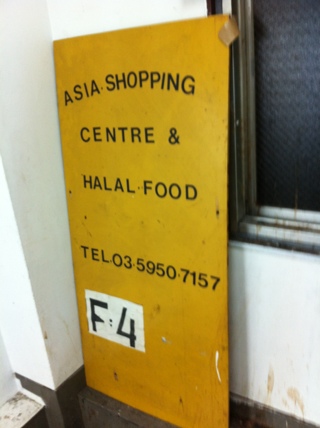 ASIA·SHOPPING
CENTRE &
HALAL·FOOD
TEL·03·5950·7157
F:4